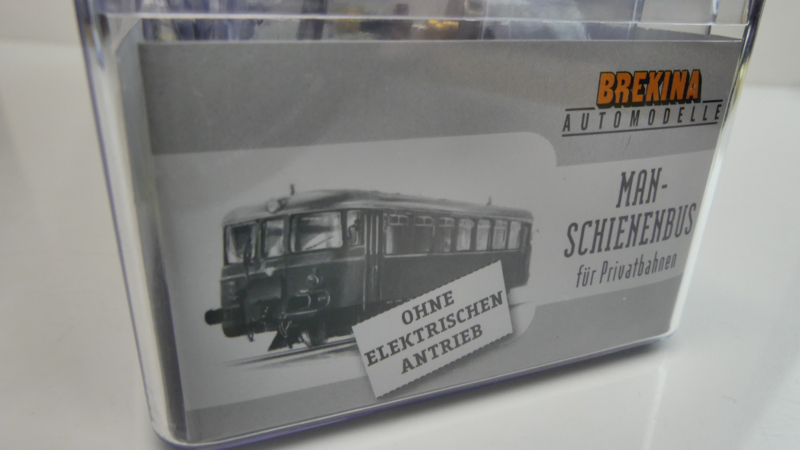 BREKINA
AUTOMODELLE
MAN-
SCHIENENBUS
für Privatbahnen
OHNE
ELEKTRISCHEN
ANTRIEB